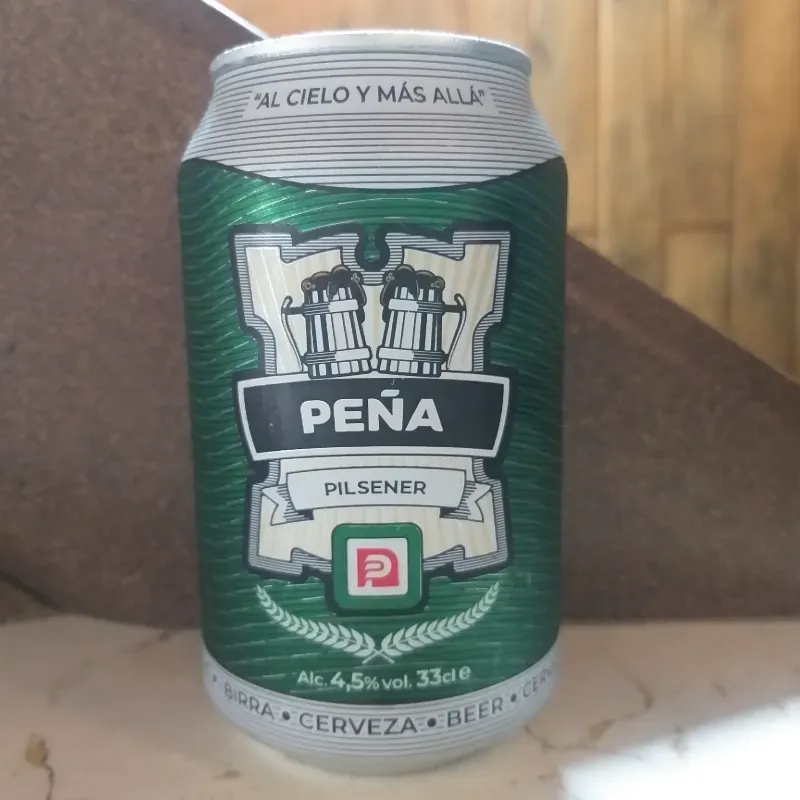 "AL CIELO Y MÁS ALLÁ"
PEÑA
PILSENER
P
Alc. 4,5% vol. 33cl e
BIRRA • CERVEZA • BEER •